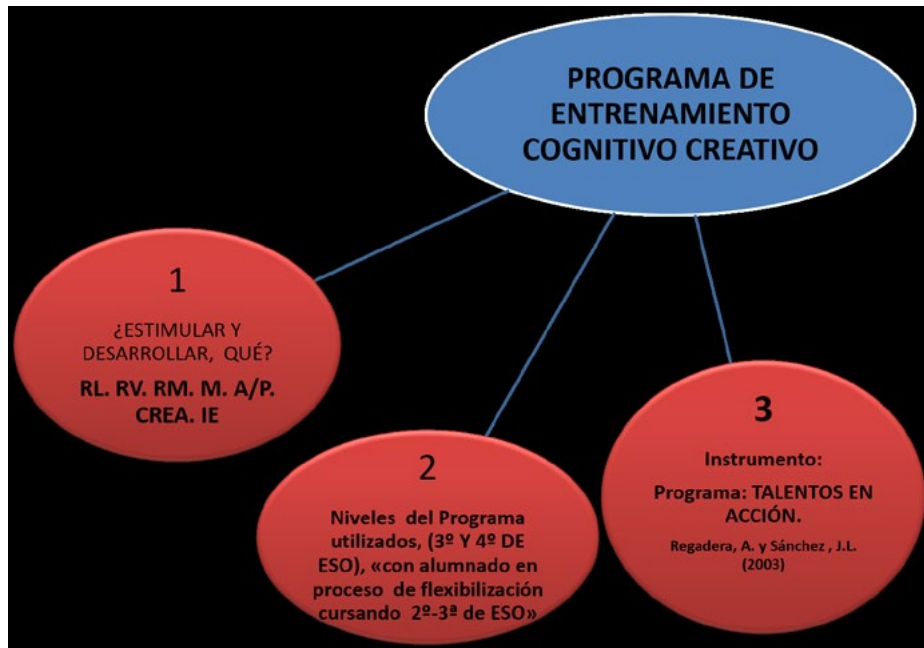 PROGRAMA DE
ENTRENAMIENTO
COGNITIVO CREATIVO
1
¿ESTIMULAR Y
DESARROLLAR, QUÉ?
RL. RV. RM. M. A/P.
CREA. IE
2
Niveles del Programa
utilizados, (3º Y 4º DE
ESO), «con alumnado en
proceso de flexibilización
cursando 2º-3ª de ESO»
3
Instrumento:
Programa: TALENTOS EN
ACCIÓN.
Regadera, A. y Sánchez , J.L.
(2003)